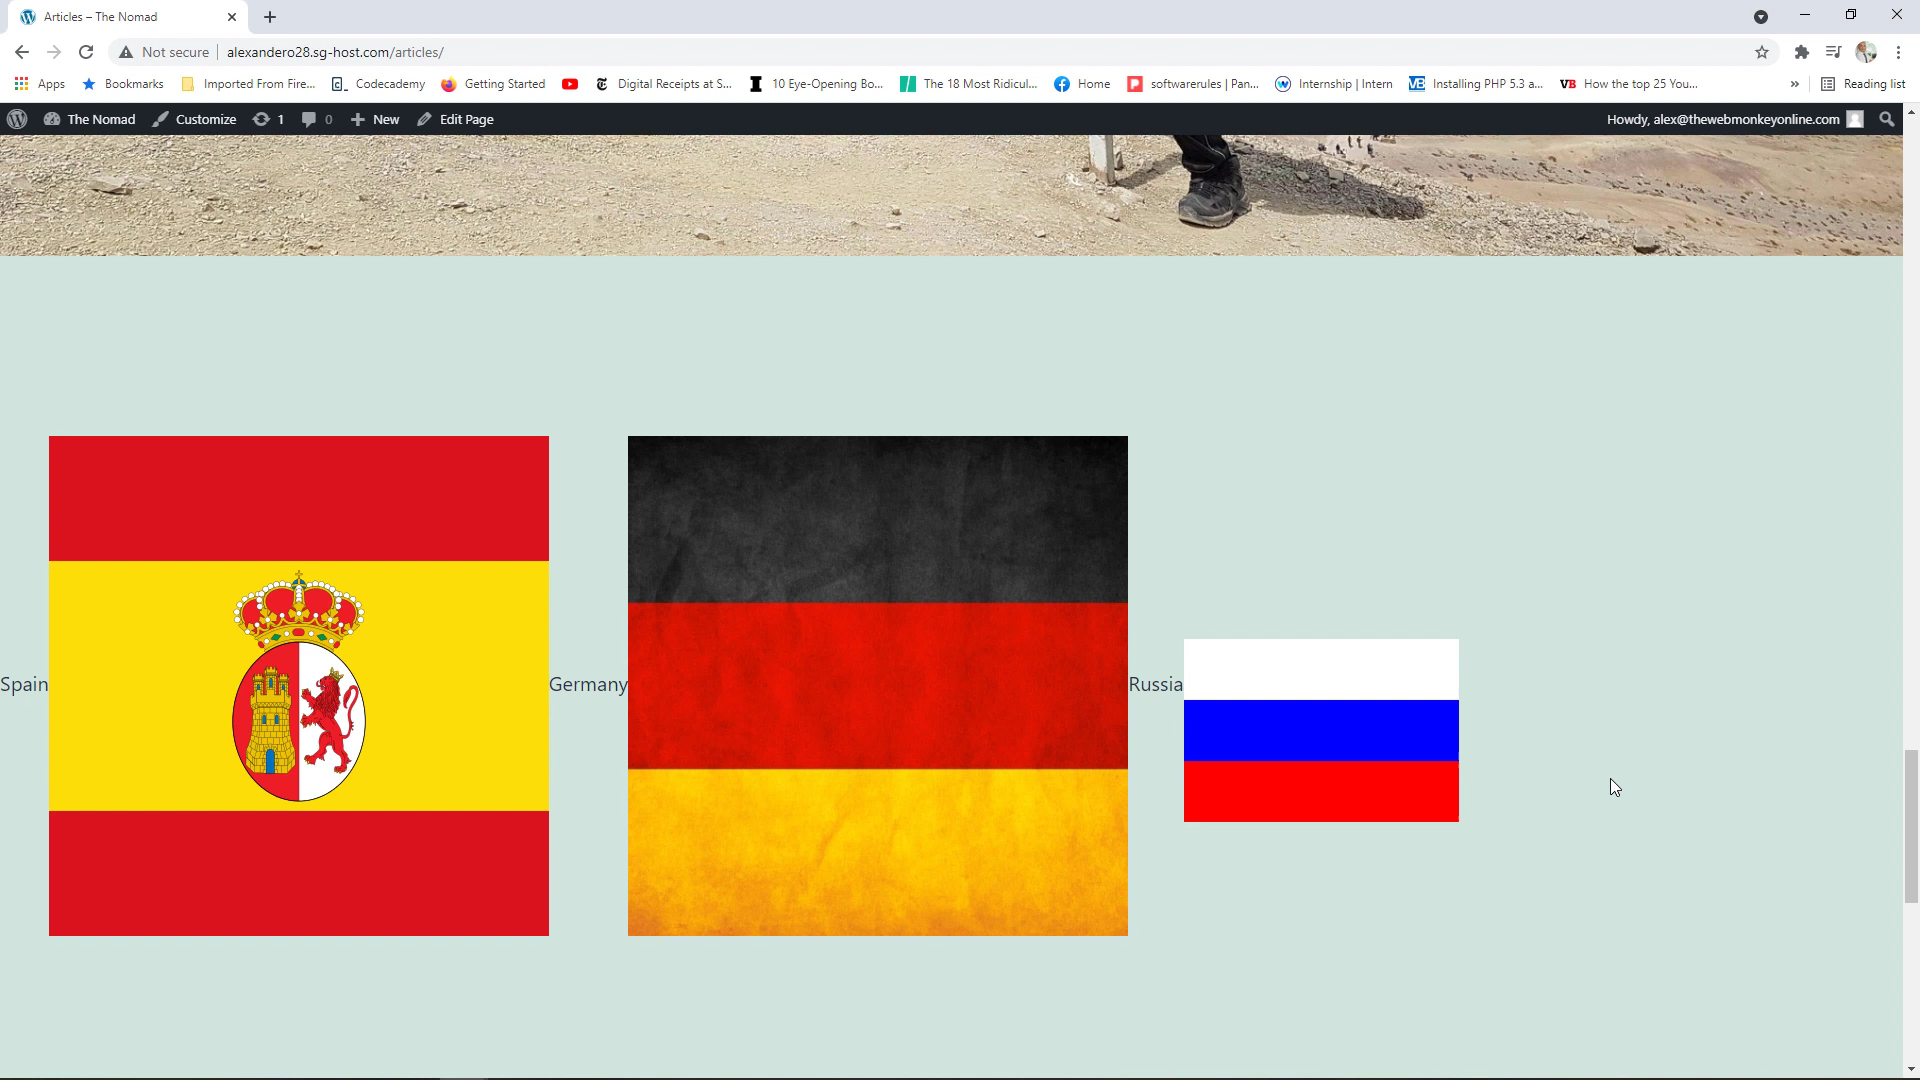 Articles – The Nomad
Not secure
alexandero28.sg-host.com/articles/
Apps
Bookmarks
Imported From Fire...
Codecademy
Getting Started
Digital Receipts at S...
10 Eye-Opening Bo...
The 18 Most Ridicul...
Home
softwarerules | Pan...
Internship | Intern
Installing PHP 5.3 a...
VB
How the top 25 You...
»
Reading list
The Nomad
Customize
1
0
New
Edit Page
Howdy, alex@thewebmonkeyonline.com
Spain
Germany
Russia